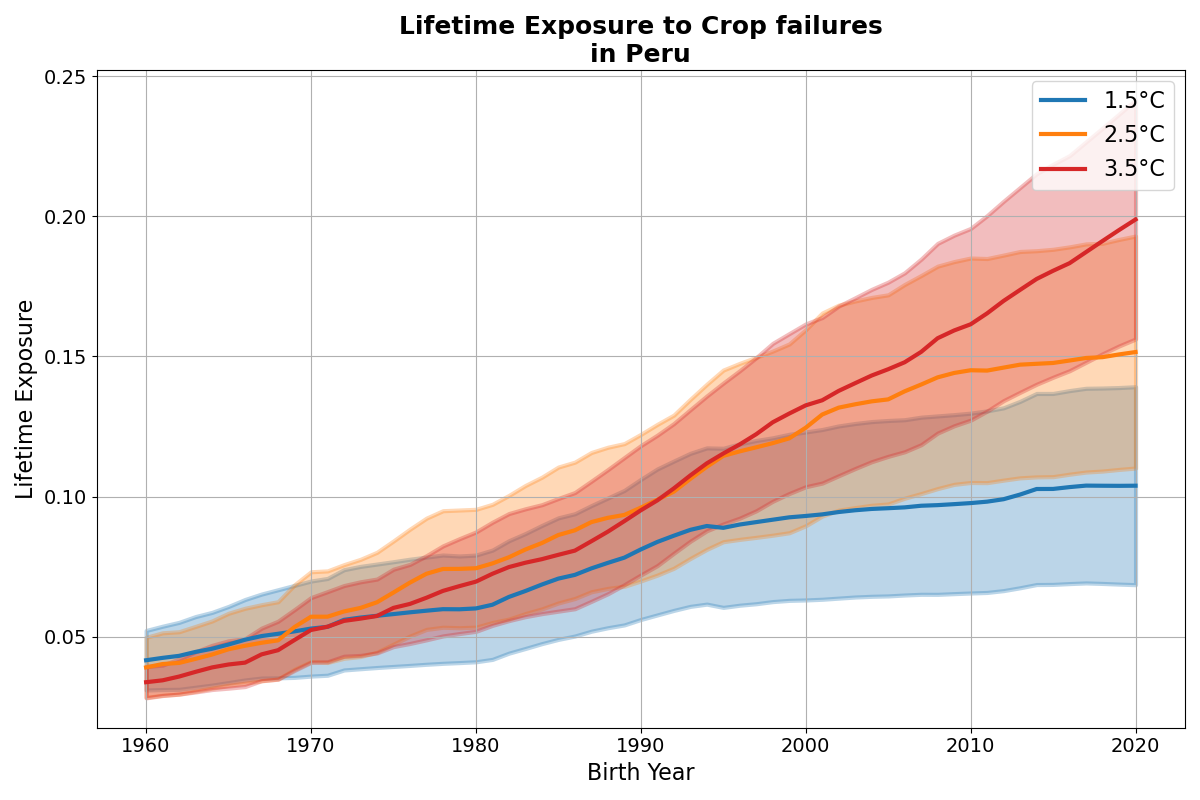 Lifetime Exposure to Crop failures
in Peru
0.25
0.20
0.15
0.10
0.05
Lifetime Exposure
1.5°C
2.5°C
3.5°C
1960 1970 1980 1990 2000 2010 2020
Birth Year